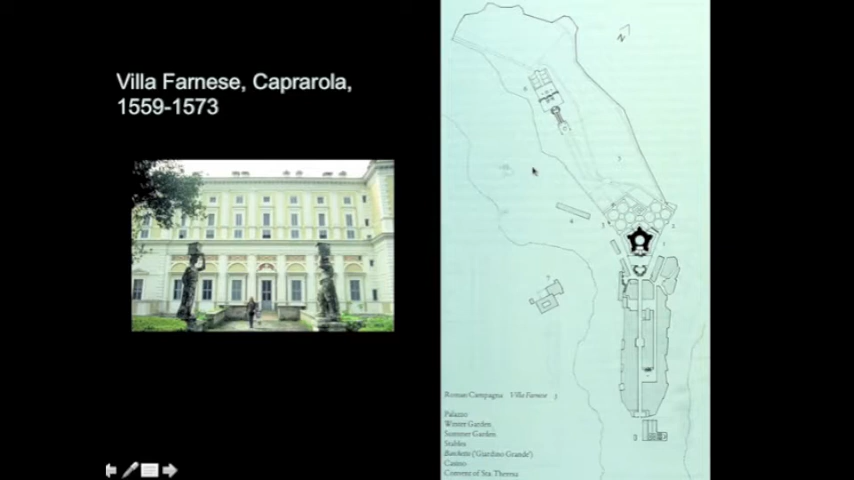 Villa Farnese, Caprarola,
1559-1573
N
Roman Campagna Villa Farnese
Palazzo
Winter Garden
Summer Garden
Stables
Barchetto ('Giardino Grande')
Casino
Convent of Sta. Theresa